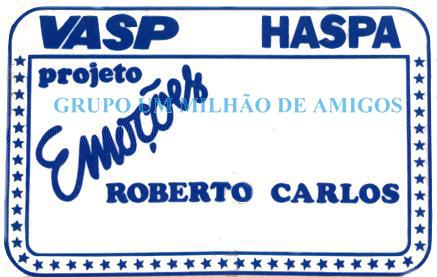 VASP HASPA
projeto
GRUPO UM MILHÃO DE AMIGOS
Emoções
ROBERTO CARLOS